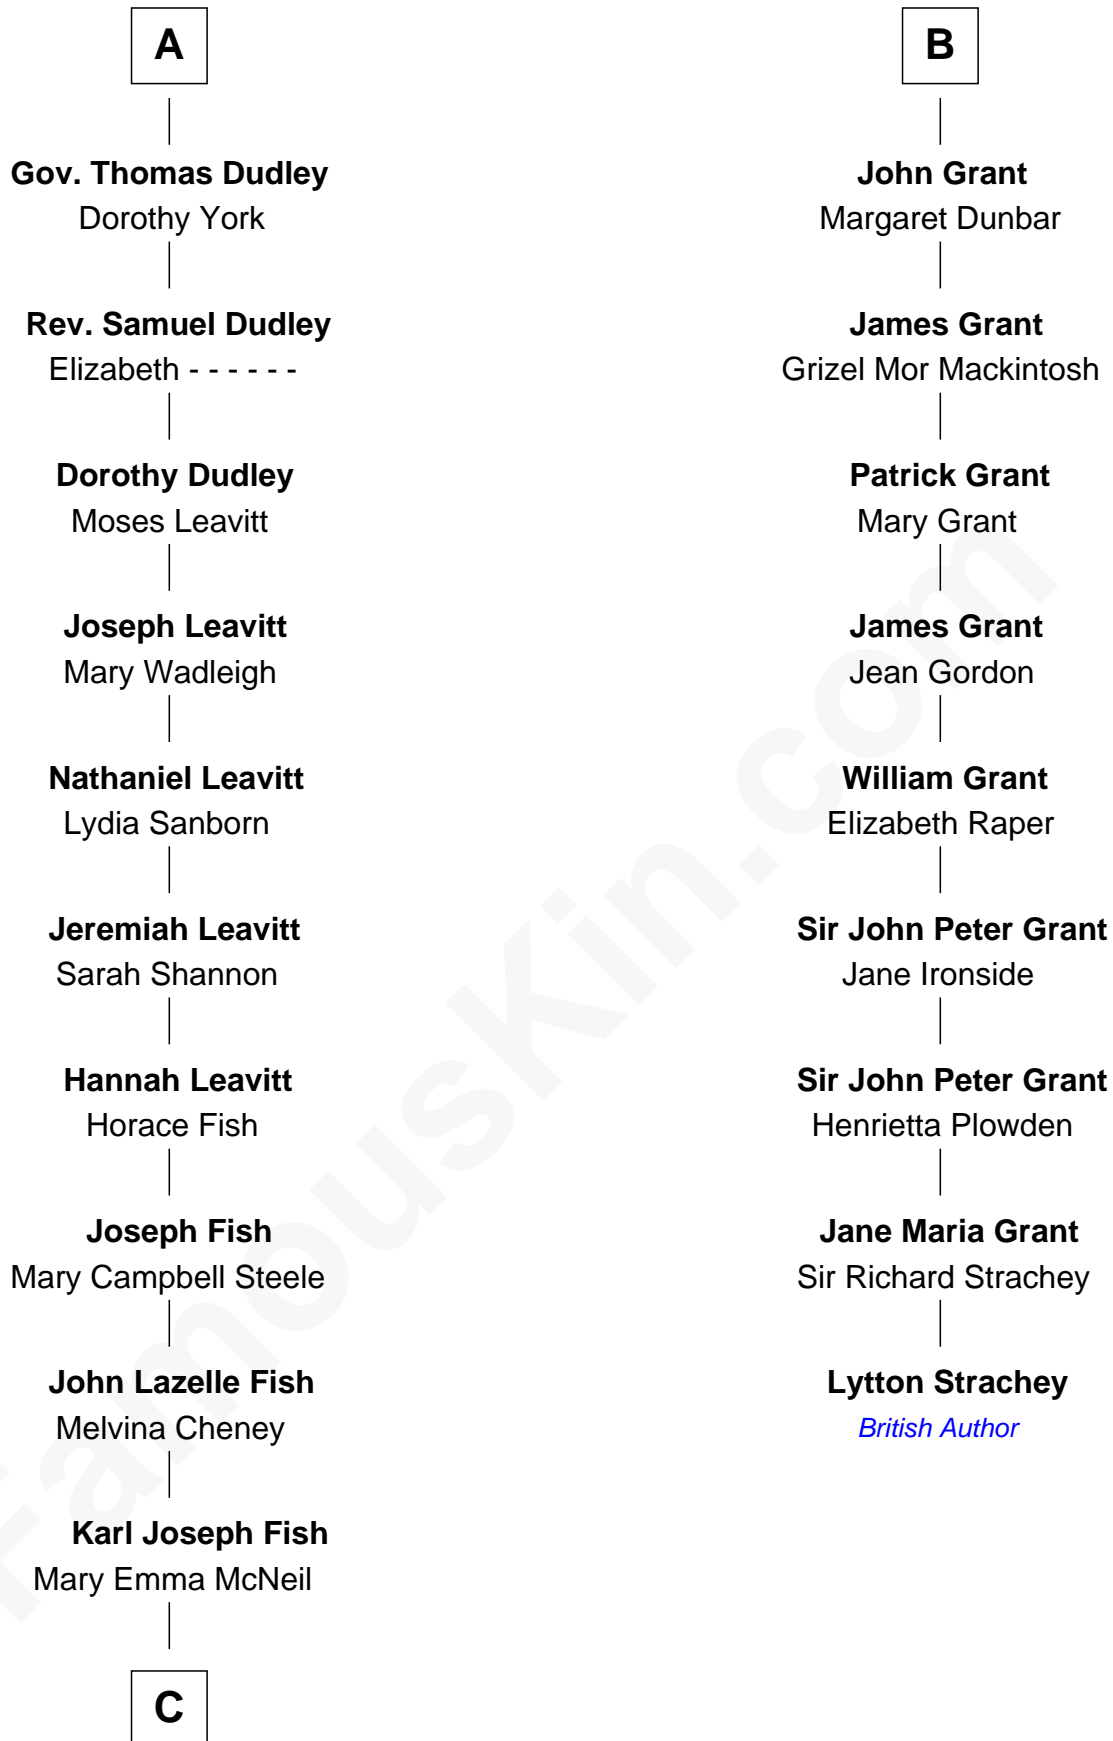 A
Gov. Thomas Dudley
Dorothy York
Rev. Samuel Dudley
Elizabeth - - - - - -
Dorothy Dudley
Moses Leavitt
Joseph Leavitt
Mary Wadleigh
Nathaniel Leavitt
Lydia Sanborn
Jeremiah Leavitt
Sarah Shannon
Hannah Leavitt
Horace Fish
Joseph Fish
Mary Campbell Steele
John Lazelle Fish
Melvina Cheney
Karl Joseph Fish
Mary Emma McNeil
C
B
John Grant
Margaret Dunbar
James Grant
Grizel Mor Mackintosh
Patrick Grant
Mary Grant
James Grant
Jean Gordon
William Grant
Elizabeth Raper
Sir John Peter Grant
Jane Ironside
Sir John Peter Grant
Henrietta Plowden
Jane Maria Grant
Sir Richard Strachey
Lytton Strachey
British Author
FamousKin.com